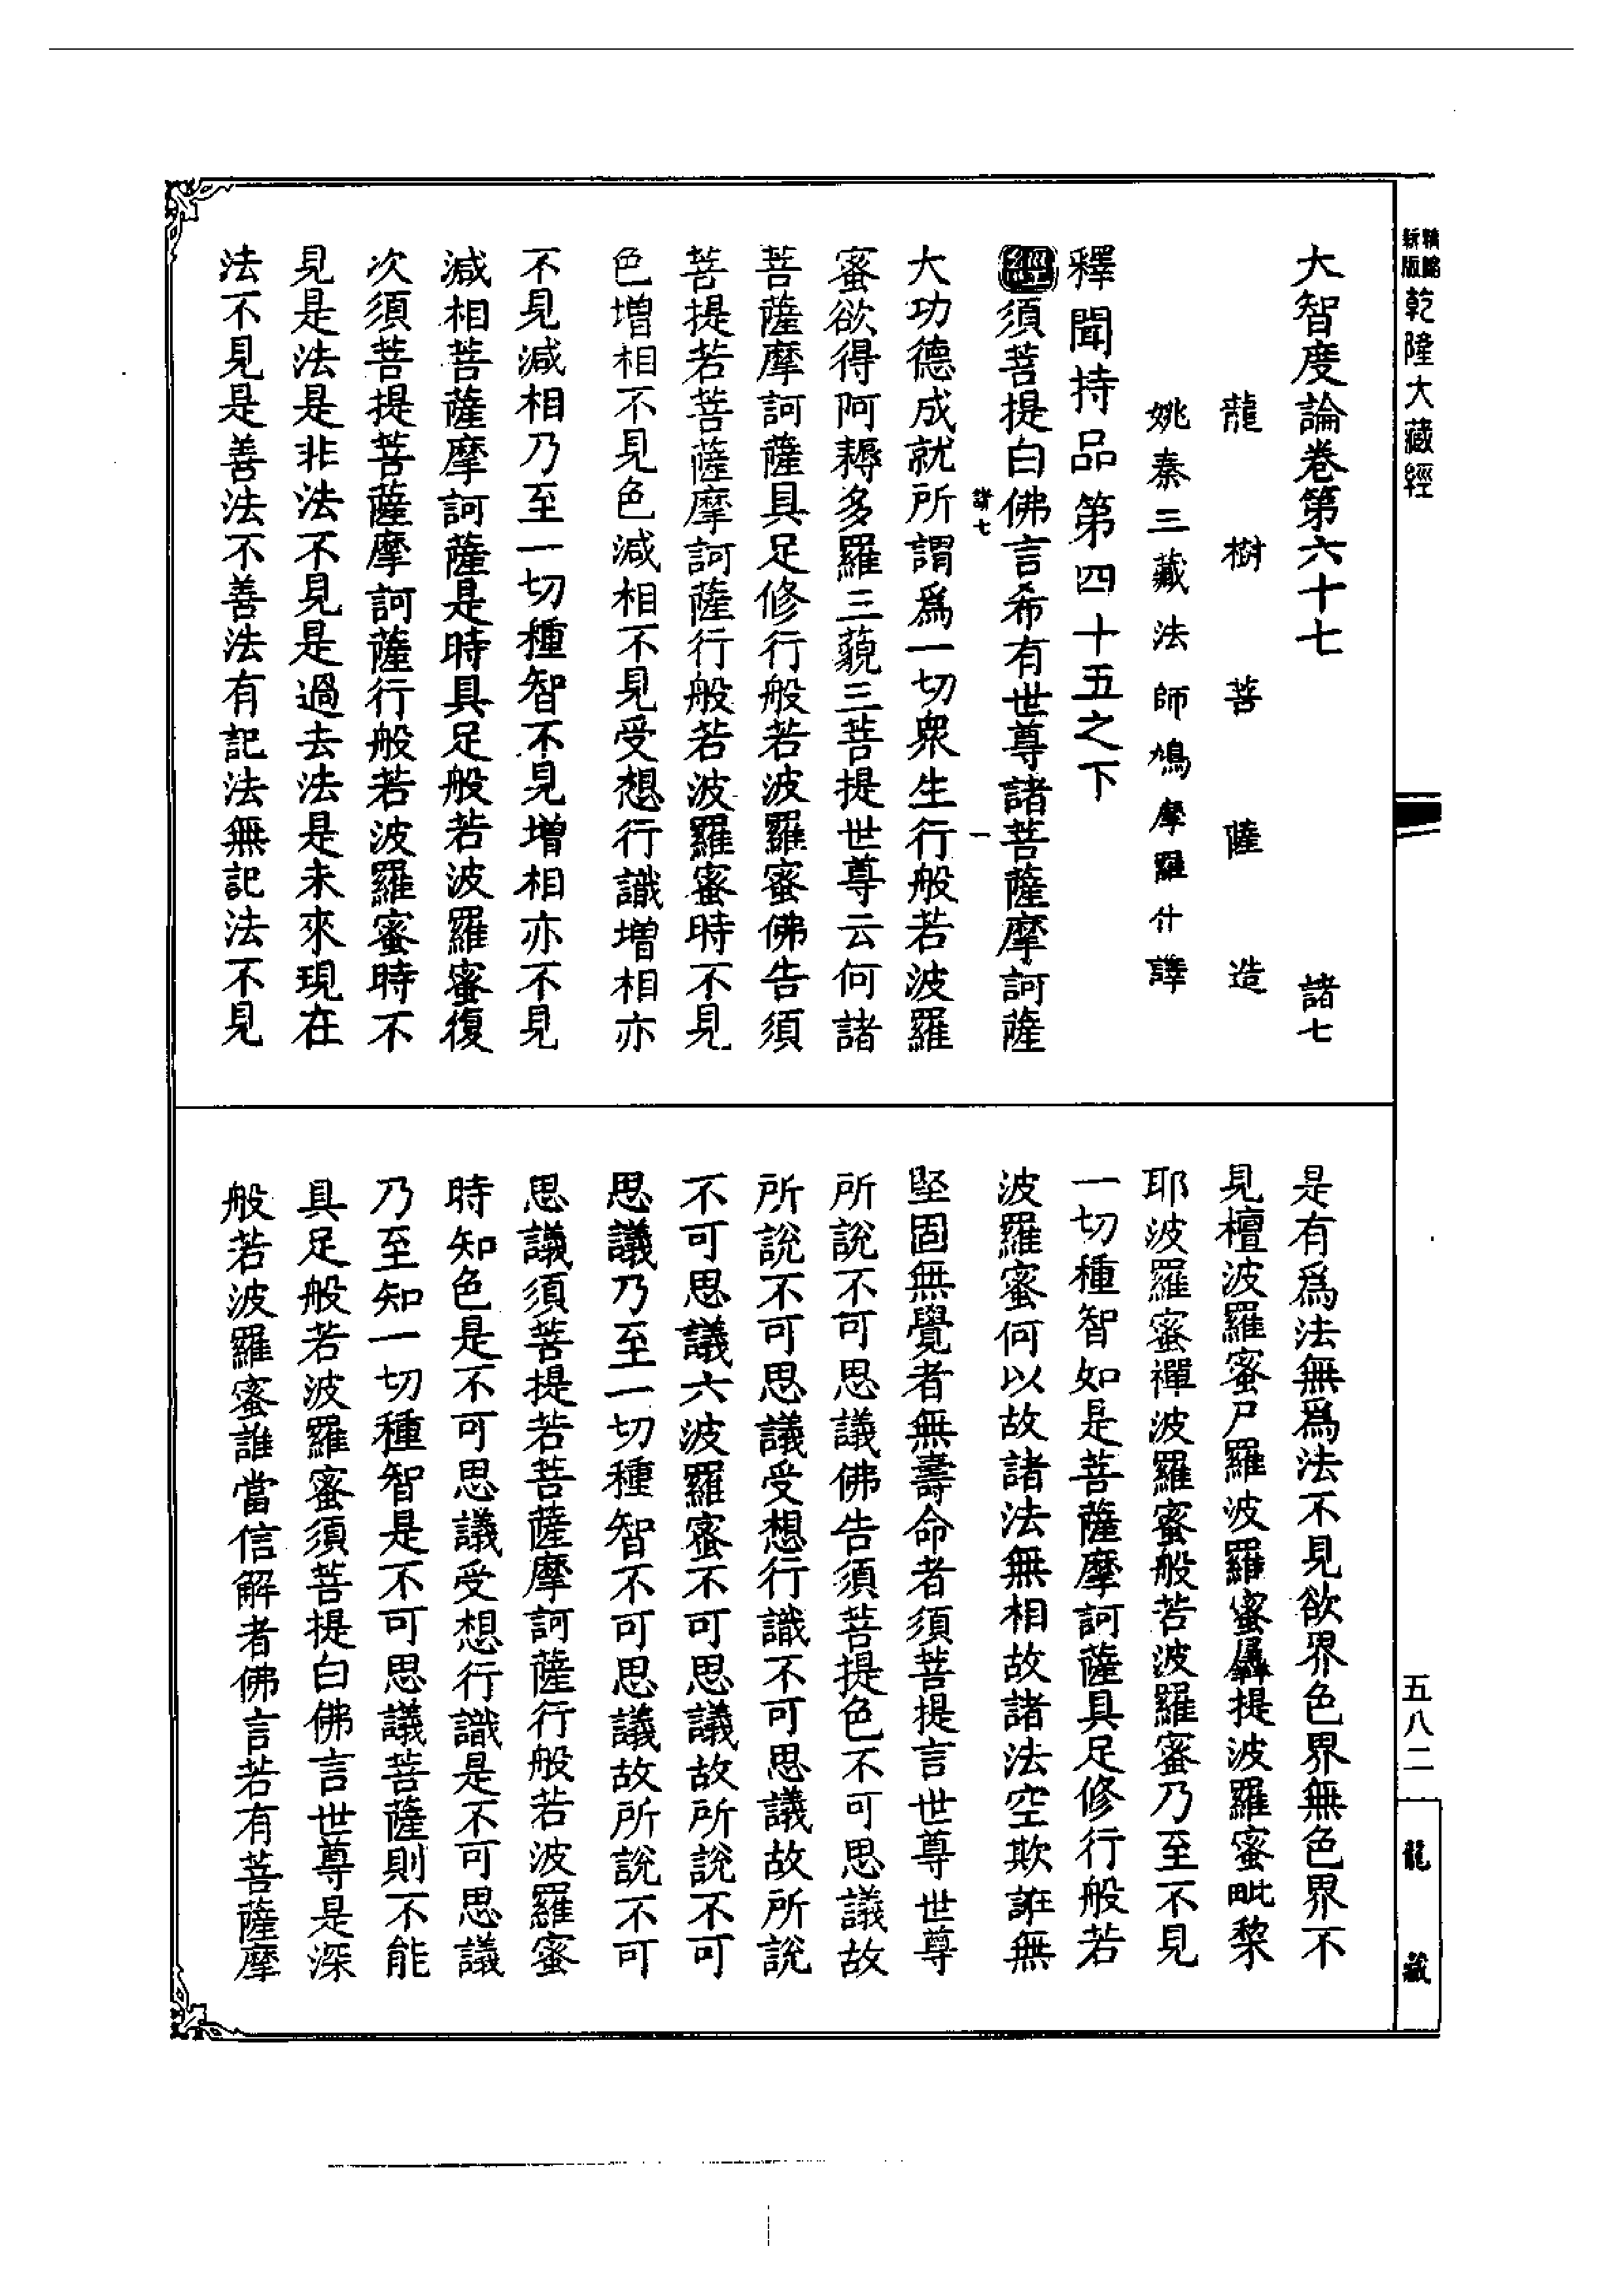 精縮新版乾隆大藏經
大智度論卷第六十七 諸七
龍樹菩薩造
姚秦三藏法師鳩摩羅什譯
釋聞持品第四十五之下
經須菩提白佛言希有世尊諸菩薩摩訶薩
諸七 一
大功德成就所謂爲一切衆生行般若波羅
蜜欲得阿耨多羅三藐三菩提世尊云何諸
菩薩摩訶薩具足修行般若波羅蜜佛告須
菩提若菩薩摩訶薩行般若波羅蜜時不見
色增相不見色減相不見受想行識增相亦
不見減相乃至一切種智不見增相亦不見
減相菩薩摩訶薩是時具足般若波羅蜜復
次須菩提菩薩摩訶薩行般若波羅蜜時不
見是法是非法不見是過去法是未來現在
法不見是善法不善法有記法無記法不見
是有爲法無爲法不見欲界色界無色界不
見檀波羅蜜尸羅波羅蜜羼提波羅蜜毗黎
耶波羅蜜禪波羅蜜般若波羅蜜乃至不見
一切種智如是菩薩摩訶薩具足修行般若
波羅蜜何以故諸法無相故諸法空欺誑無
堅固無覺者無壽命者須菩提言世尊世尊
所說不可思議佛告須菩提色不可思議故
所說不可思議受想行識不可思議故所說
不可思議六波羅蜜不可思議故所說不可
思議乃至一切種智不可思議故所說不可
思議須菩提若菩薩摩訶薩行般若波羅蜜
時知色是不可思議受想行識是不可思議
乃至知一切種智是不可思議菩薩則不能
具足般若波羅蜜須菩提白佛言世尊是深
般若波羅蜜誰當信解者佛言若有菩薩摩
五八二
龍藏